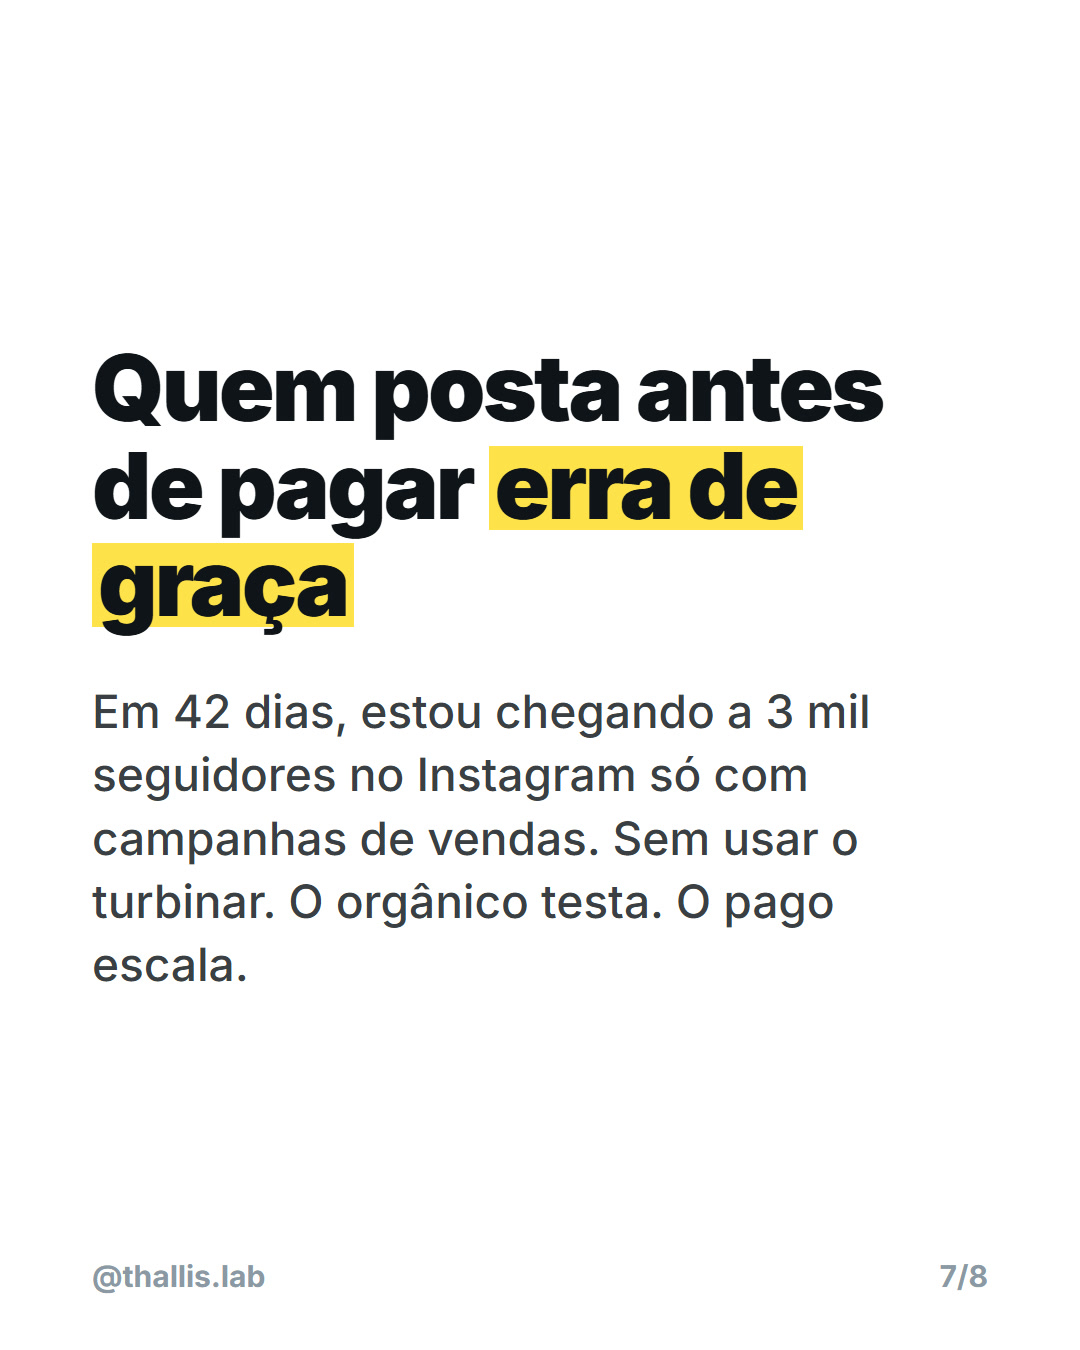 Quem posta antes
de pagar erra de
graça
Em 42 dias, estou chegando a 3 mil
seguidores no Instagram só com
campanhas de vendas. Sem usar o
turbinar. O orgânico testa. O pago
escala.
@thallis.lab
7/8